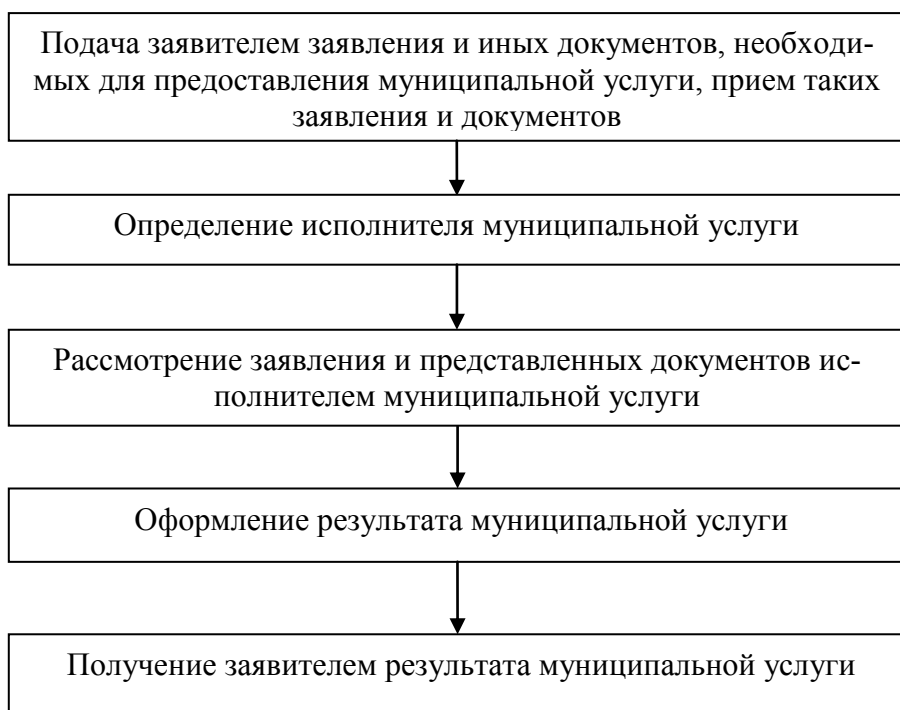 Подача заявителем заявления и иных документов, необходи-
мых для предоставления муниципальной услуги, прием таких
заявления и документов
Определение исполнителя муниципальной услуги
Рассмотрение заявления и представленных документов ис-
полнителем муниципальной услуги
Оформление результата муниципальной услуги
Получение заявителем результата муниципальной услуги